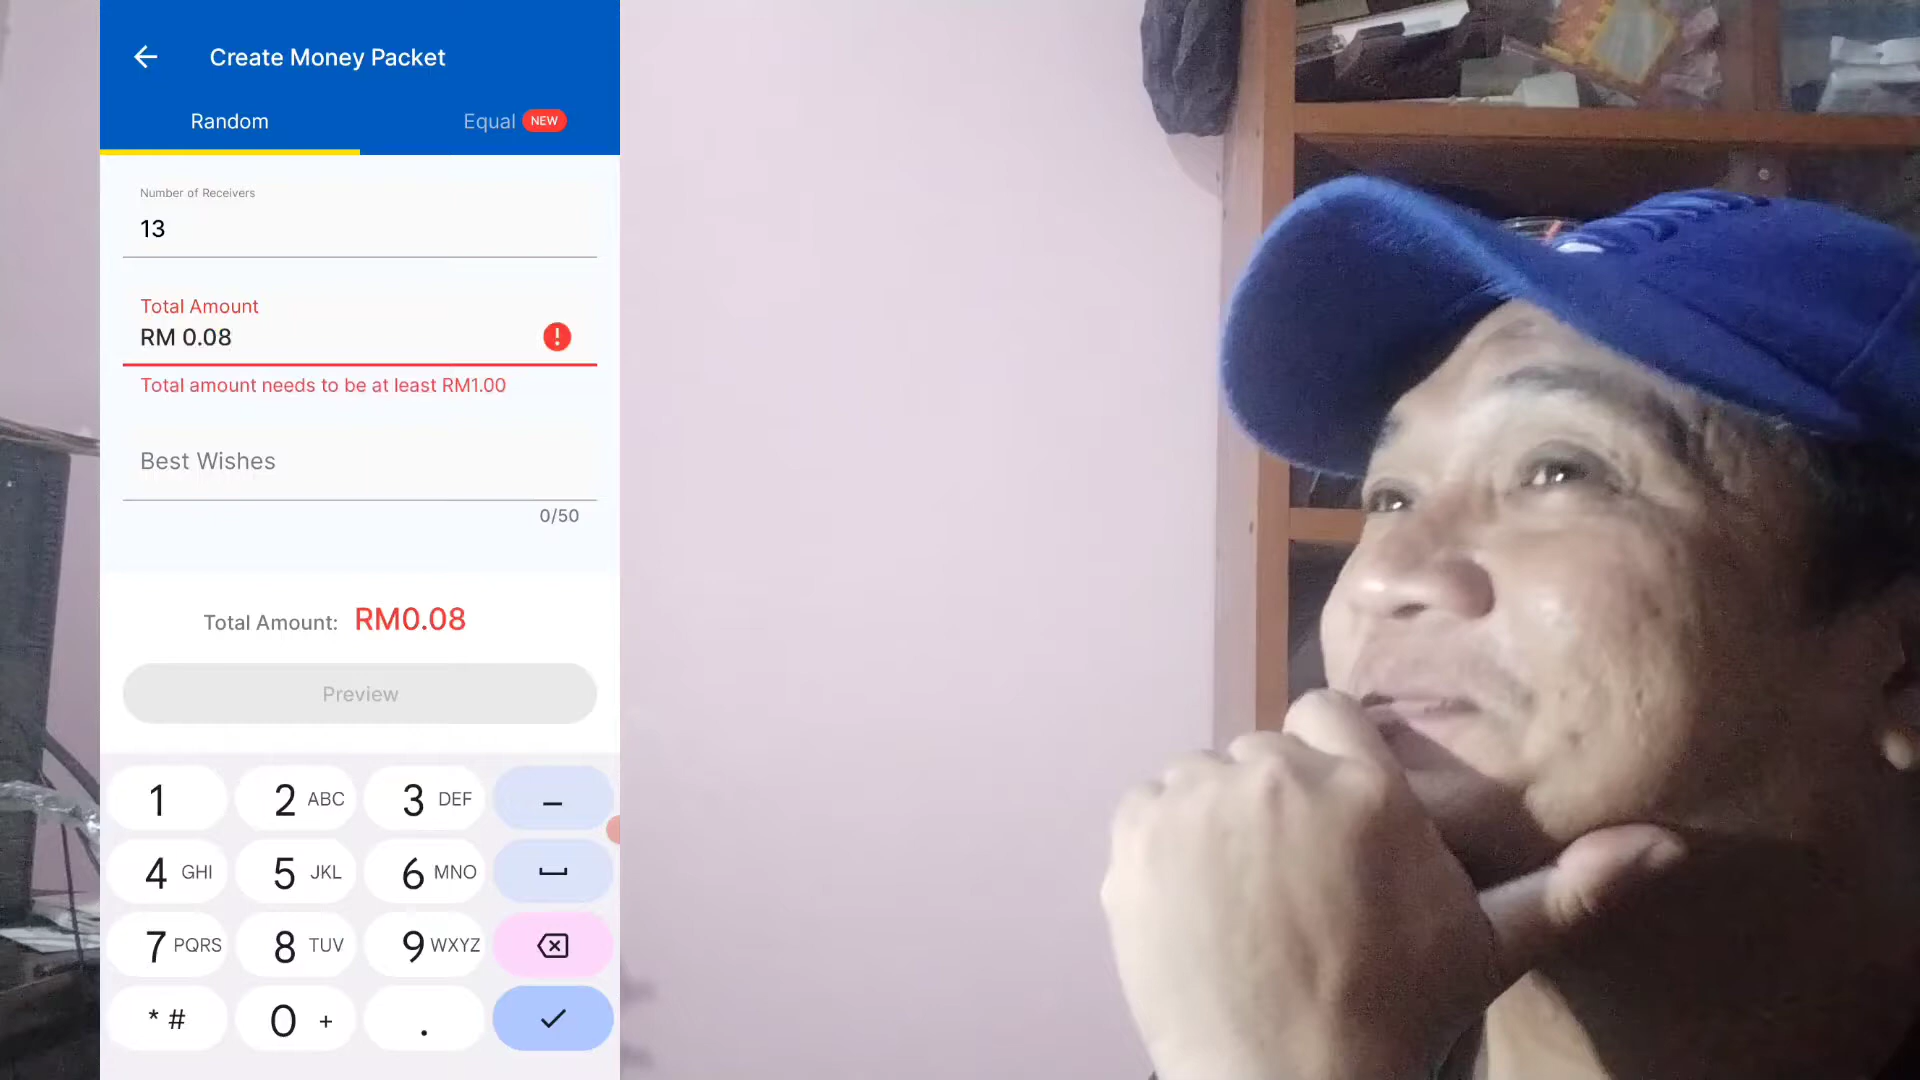 Create Money Packet
Random
Equal NEW
Number of Receivers
13
Total Amount
RM 0.08
Total amount needs to be at least RM1.00
Best Wishes
0/50
Total Amount: RM0.08
Preview
1 2 ABC 3 DEF –
4 GHI 5 JKL 6 MNO
7 PQRS 8 TUV 9 WXYZ
* # 0 + .